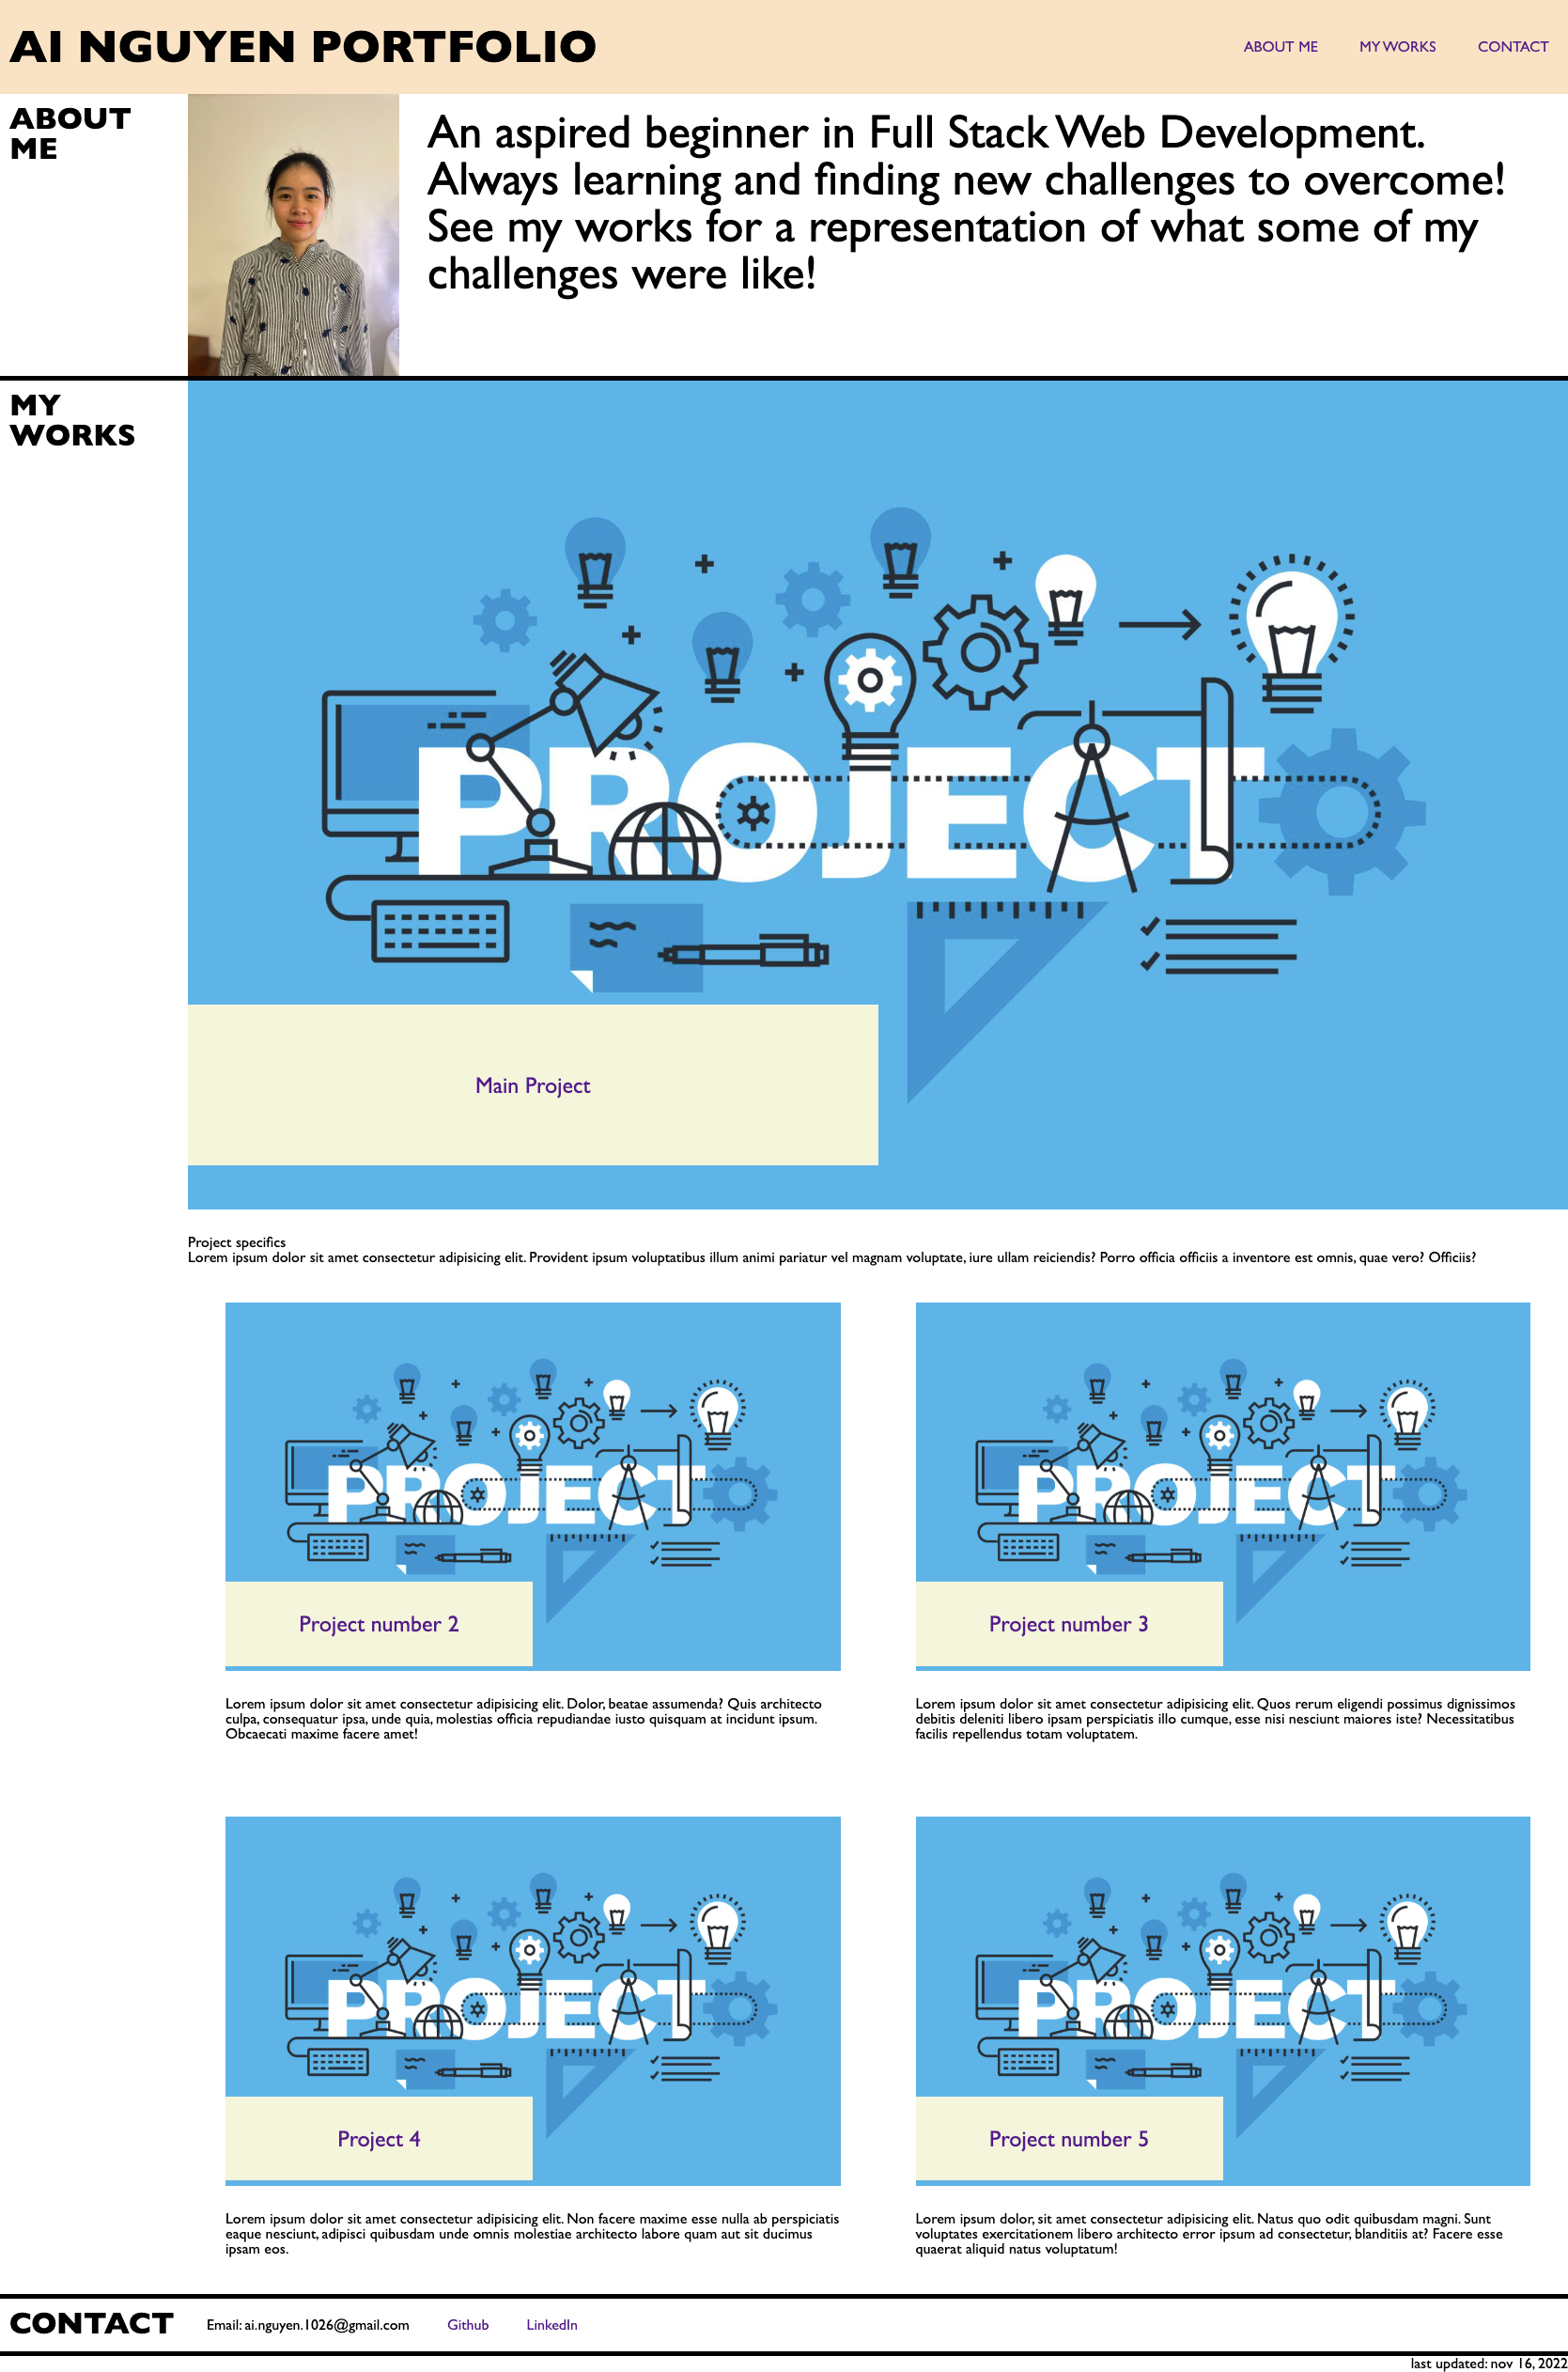 AI NGUYEN PORTFOLIO
ABOUT ME
MY WORKS
CONTACT
ABOUT
ME
An aspired beginner in Full Stack Web Development.
Always learning and finding new challenges to overcome!
See my works for a representation of what some of my
challenges were like!
MY
WORKS
PROJECT
Main Project
Project specifics
Lorem ipsum dolor sit amet consectetur adipisicing elit. Provident ipsum voluptatibus illum animi pariatur vel magnam voluptate, iure ullam reiciendis? Porro officia officiis a inventore est omnis, quae vero? Officiis?
PROJECT
Project number 2
Lorem ipsum dolor sit amet consectetur adipisicing elit. Dolor, beatae assumenda? Quis architecto
culpa, consequatur ipsa, unde quia, molestias officia repudiandae iusto quisquam at incidunt ipsum.
Obcaecati maxime facere amet!
PROJECT
Project number 3
Lorem ipsum dolor sit amet consectetur adipisicing elit. Quos rerum eligendi possimus dignissimos
debitis deleniti libero ipsam perspiciatis illo cumque, esse nisi nesciunt maiores iste? Necessitatibus
facilis repellendus totam voluptatem.
PROJECT
Project 4
Lorem ipsum dolor sit amet consectetur adipisicing elit. Non facere maxime esse nulla ab perspiciatis
eaque nesciunt, adipisci quibusdam unde omnis molestiae architecto labore quam aut sit ducimus
ipsam eos.
PROJECT
Project number 5
Lorem ipsum dolor, sit amet consectetur adipisicing elit. Natus quo odit quibusdam magni. Sunt
voluptates exercitationem libero architecto error ipsum ad consectetur, blanditiis at? Facere esse
quaerat aliquid natus voluptatum!
CONTACT
Email: ai.nguyen.1026@gmail.com
Github
LinkedIn
last updated: nov 16, 2022